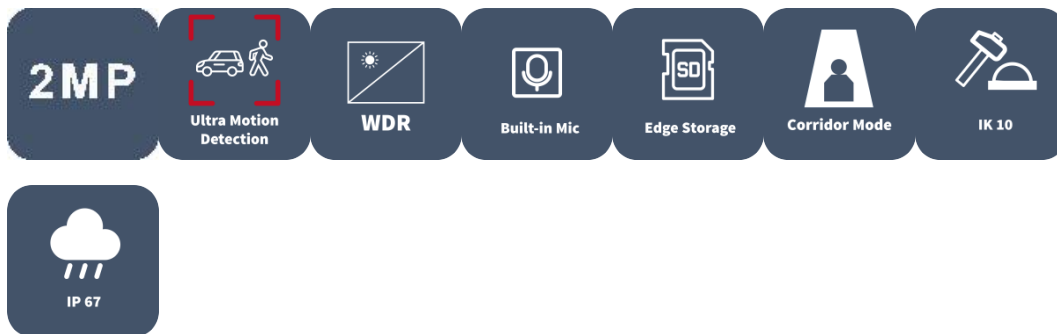 2MP
Ultra Motion
Detection
WDR
Built-in Mic
SD
Edge Storage
Corridor Mode
IK 10
IP 67